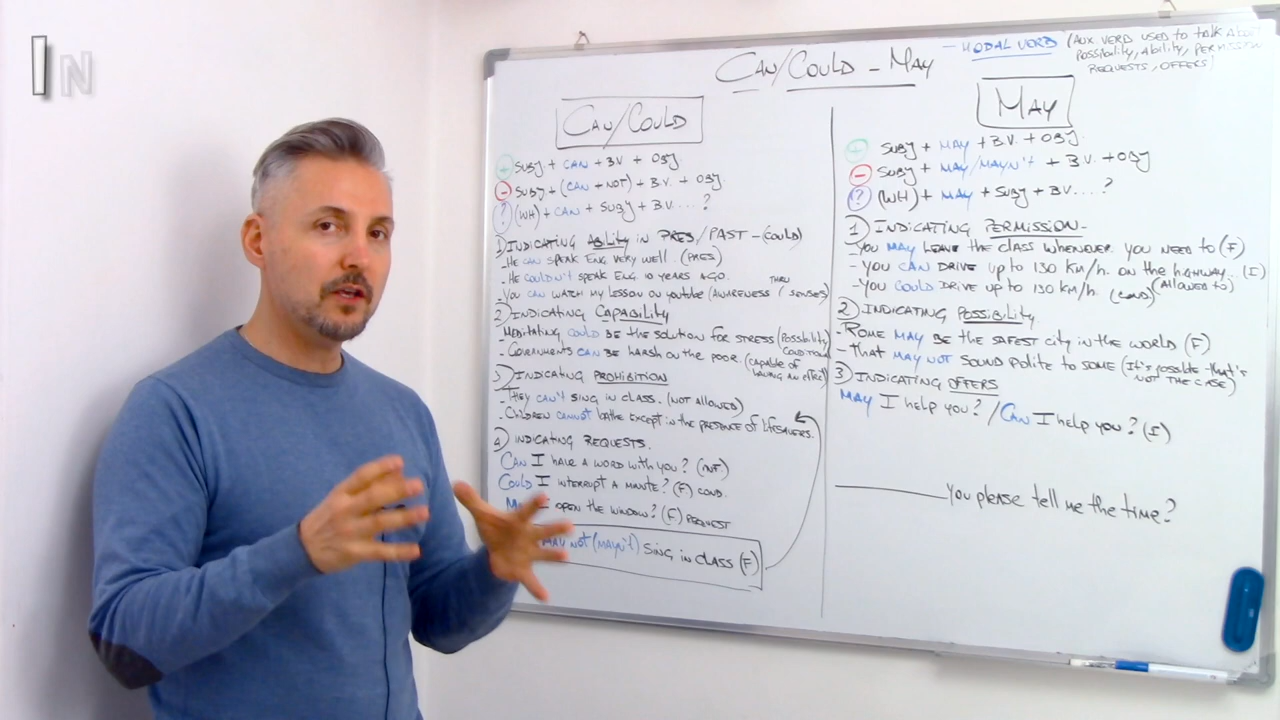 IN
CAN/COULD - MAY
- MODAL VERB (AUX. VERB USED TO TALK ABOUT
POSSIBILITY, ABILITY, PERMISSION
REQUESTS, OFFERS)
CAN/COULD
+ SUBJ + CAN + B.V. + OBJ.
- SUBJ + (CAN + NOT) + B.V. + OBJ
? (WH) + CAN + SUBJ + B.V. .... ?
1) INDICATING ABILITY IN PRES/PAST - (COULD)
- HE CAN SPEAK ENG VERY WELL. (PRES)
- HE COULDN'T SPEAK ENG. 10 YEARS AGO.
- YOU CAN WATCH MY LESSON ON YOUTUBE (AWARENESS THRU SENSES)
2) INDICATING CAPABILITY
- MEDITATING COULD BE THE SOLUTION FOR STRESS (POSSIBILITY
CONDITION
- GOVERNMENTS CAN BE HARSH ON THE POOR. (CAPABLE OF
HAVING AN EFFEC
3) INDICATING PROHIBITION
- THEY CAN'T SING IN CLASS. (NOT ALLOWED)
- CHILDREN CANNOT BATHE EXCEPT IN THE PRESENCE OF LIFESAVERS.
4) INDICATING REQUESTS.
CAN I HAVE A WORD WITH YOU? (INF)
COULD I INTERRUPT A MINUTE? (F) COND.
I OPEN THE WINDOW? (F) REQUEST
MAY NOT (MAYN'T) SING IN CLASS (F)
MAY
+ SUBJ + MAY + B.V. + OBJ.
- SUBJ + MAY/MAYN'T + B.V. + OBJ
? (WH) + MAY + SUBJ + B.V. .... ?
1) INDICATING PERMISSION -
- YOU MAY LEAVE THE CLASS WHENEVER YOU NEED TO (F)
- YOU CAN DRIVE UP TO 130 KM/H. ON THE HIGHWAY.. (I)
- YOU COULD DRIVE UP TO 130 KM/H. (COND) (ALLOWED TO)
2) INDICATING POSSIBILITY.
- ROME MAY BE THE SAFEST CITY IN THE WORLD (F)
- THAT MAY NOT SOUND POLITE TO SOME (IT'S POSSIBLE THAT'S
NOT THE CASE)
3) INDICATING OFFERS
MAY I HELP YOU? / CAN I HELP YOU? (I)
________ YOU PLEASE TELL ME THE TIME?